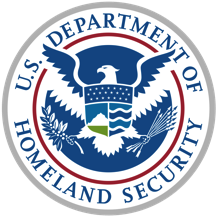 U.S. DEPARTMENT OF
HOMELAND SECURITY